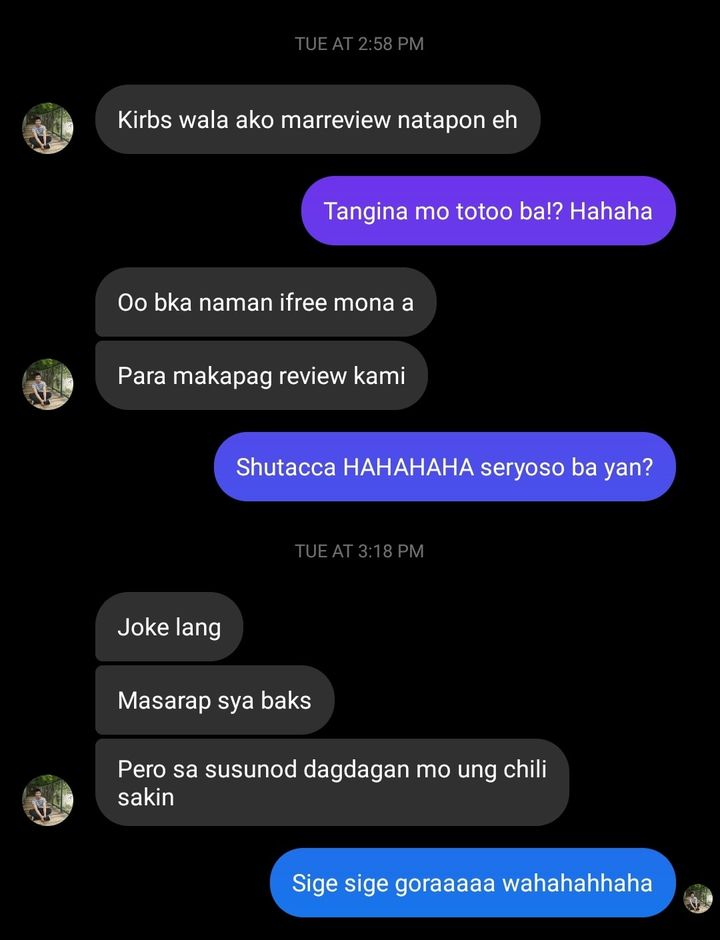 TUE AT 2:58 PM
Kirbs wala ako marreview natapon eh
Tangina mo totoo ba!? Hahaha
Oo bka naman ifree mona a
Para makapag review kami
Shutacca HAHAHAHA seryoso ba yan?
TUE AT 3:18 PM
Joke lang
Masarap sya baks
Pero sa susunod dagdagan mo ung chili
sakin
Sige sige goraaaaa wahahahhaha